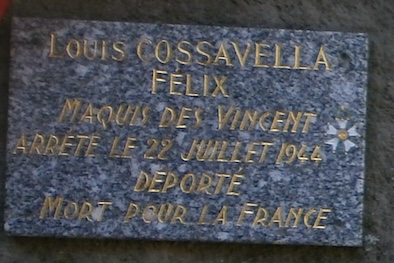 Louis COSSAVELLA
FÉLIX
MAQUIS DES VINCENT
ARRÊTÉ LE 22 JUILLET 1944
DÉPORTÉ
MORT POUR LA FRANCE